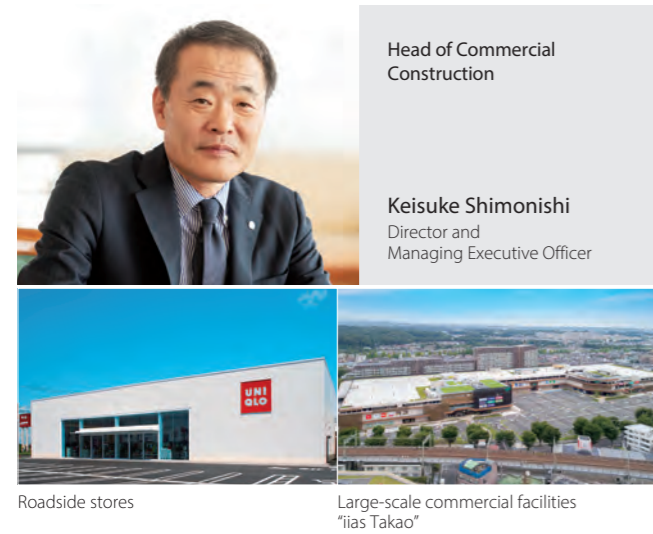 Head of Commercial
Construction
Keisuke Shimonishi
Director and
Managing Executive Officer
UNI
QLO
Roadside stores
Large-scale commercial facilities
“iias Takao”